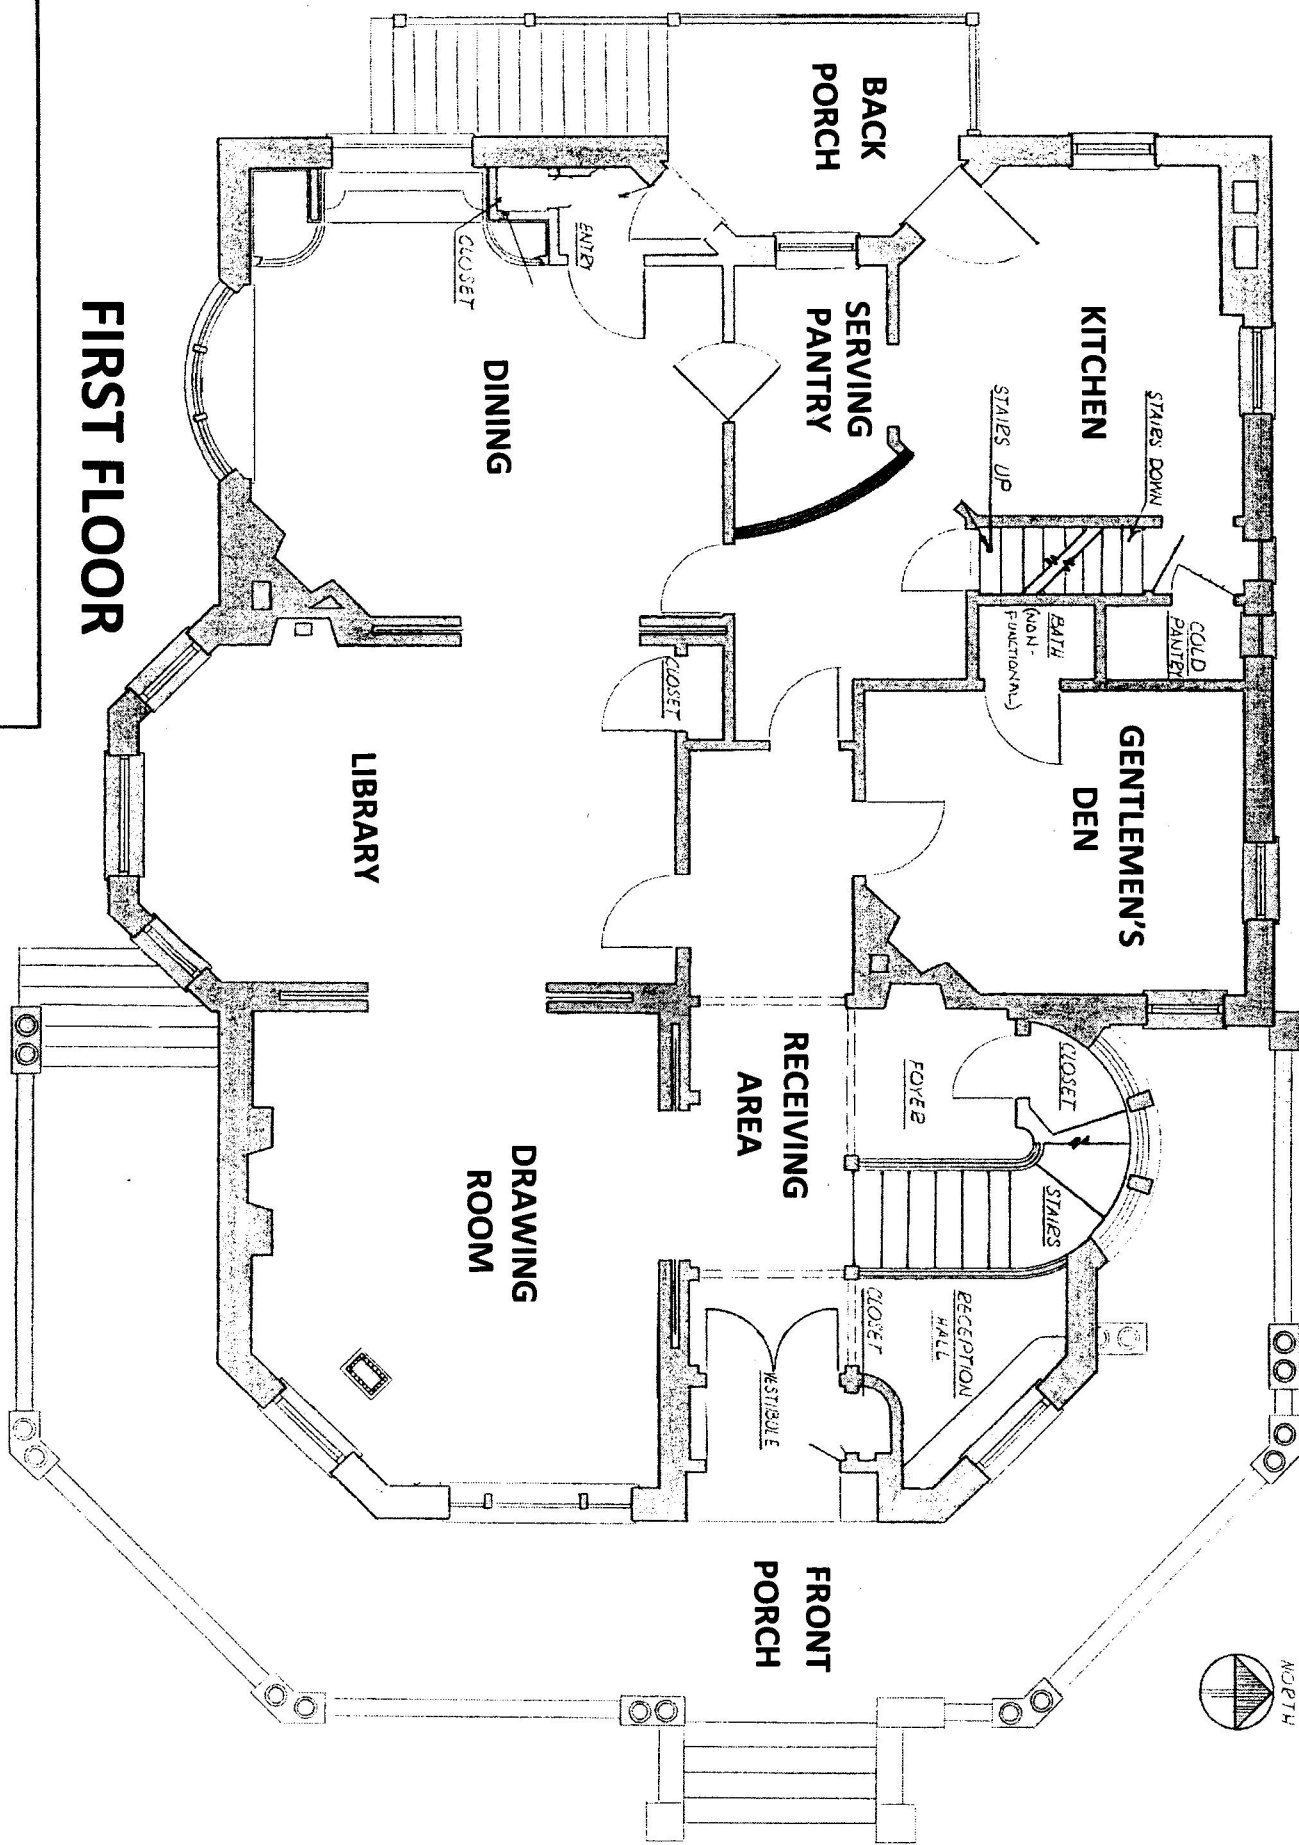 BACK
PORCH
KITCHEN
STAIRS DOWN
STAIRS UP
SERVING
PANTRY
ENTRY
CLOSET
DINING
COLD
PANTRY
BATH
(NON-
FUNCTIONAL)
GENTLEMEN'S
DEN
CLOSET
LIBRARY
CLOSET
FOYER
RECEIVING
AREA
STAIRS
DRAWING
ROOM
RECEPTION
HALL
CLOSET
VESTIBULE
FRONT
PORCH
NORTH
FIRST FLOOR